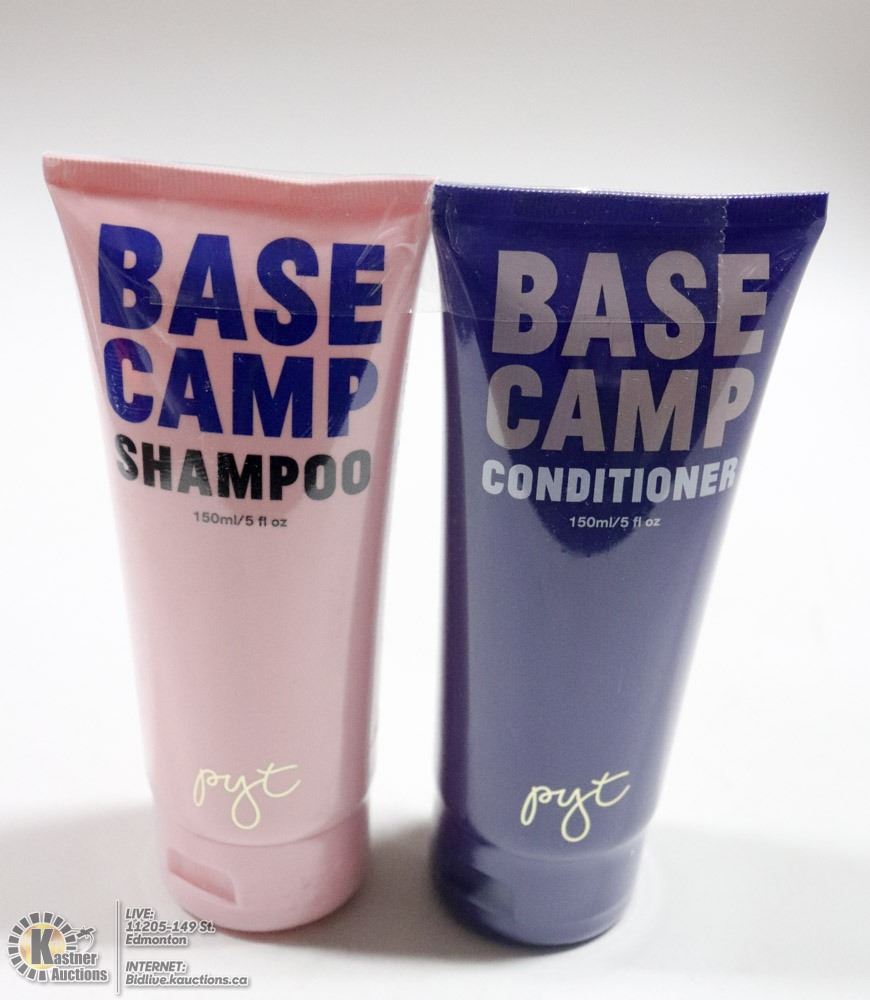 BASE
CAMP
SHAMPOO
150ml/5 fl oz
pyt
BASE
CAMP
CONDITIONER
150ml/5 fl oz
pyt
Kastner
Auctions
LIVE:
11205-149 St.
Edmonton
INTERNET:
Bidlive.kauctions.ca